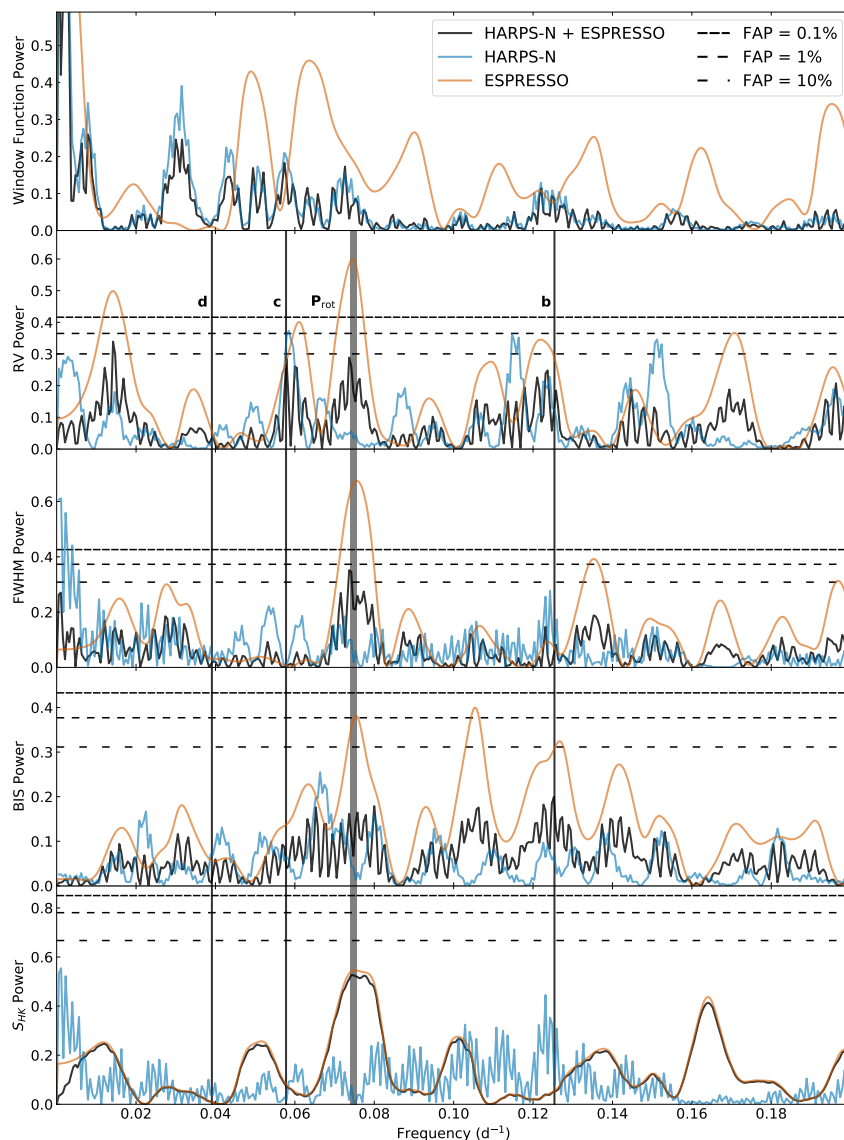 HARPS-N + ESPRESSO
HARPS-N
ESPRESSO
FAP = 0.1%
FAP = 1%
FAP = 10%
Window Function Power
0.5
0.4
0.3
0.2
0.1
0.0
RV Power
0.6
0.5
0.4
0.3
0.2
0.1
0.0
d
c
P_rot
b
FWHM Power
0.6
0.4
0.2
0.0
BIS Power
0.4
0.3
0.2
0.1
0.0
S_HK Power
0.8
0.6
0.4
0.2
0.0
0.02 0.04 0.06 0.08 0.10 0.12 0.14 0.16 0.18
Frequency (d⁻¹)